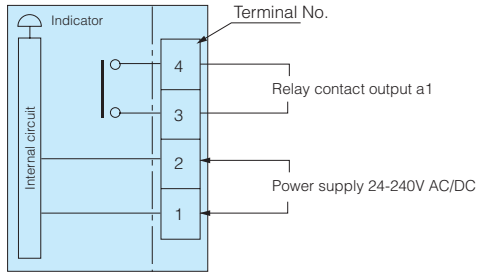 Indicator
Terminal No.
4
Relay contact output a1
3
Internal circuit
2
Power supply 24-240V AC/DC
1